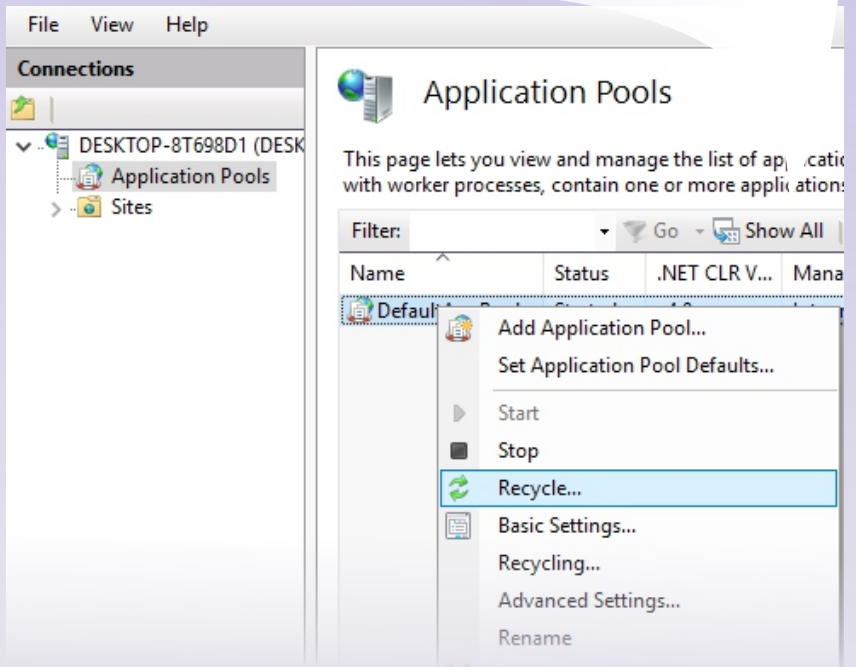 File View Help
Connections
Application Pools
DESKTOP-8T698D1 (DESK
This page lets you view and manage the list of
Application Pools
with worker processes, contain one or more
Sites
Filter: Go Show All
Name Status .NET CLR V... Mana
Defaul
Add Application Pool...
Set Application Pool Defaults...
Start
Stop
Recycle...
Basic Settings...
Recycling...
Advanced Settings...
Rename